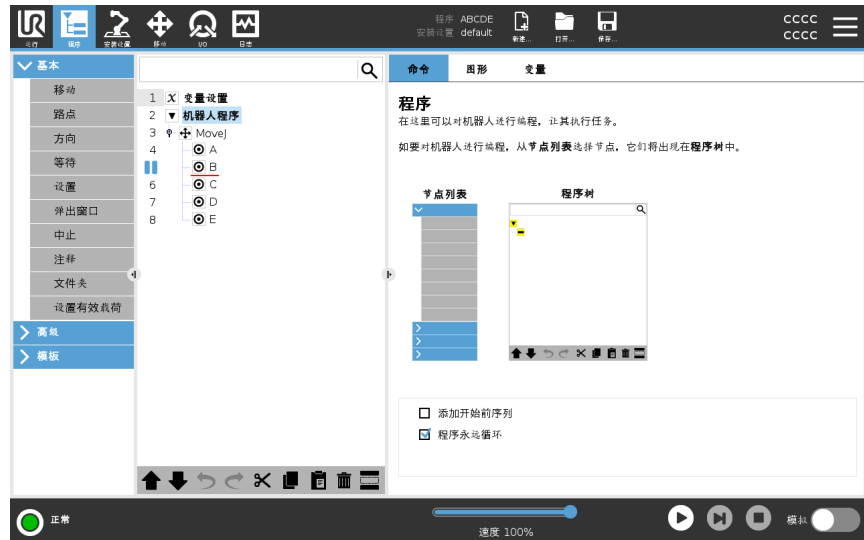 程序 ABCDE
安装设置 default
新建...
打开...
保存...
cccc
cccc
运行
程序
安装设置
移动
I/O
日志
基本
移动
路点
方向
等待
设置
弹出窗口
中止
注释
文件夹
设置有效载荷
高级
模板
1 X 变量设置
2 机器人程序
3 MoveJ
4 A
B
6 C
7 D
8 E
命令
图形
变量
程序
在这里可以对机器人进行编程，让其执行任务。
如要对机器人进行编程，从节点列表选择节点，它们将出现在程序树中。
节点列表
程序树
添加开始前序列
程序永远循环
正常
速度 100%
模拟